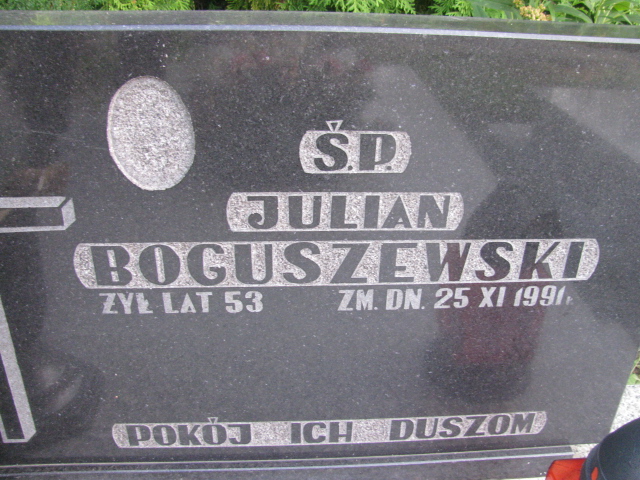 Ś.P.
JULIAN
BOGUSZEWSKI
ŻYŁ LAT 53 ZM. DN. 25 XI 1991r.
POKÓJ ICH DUSZOM